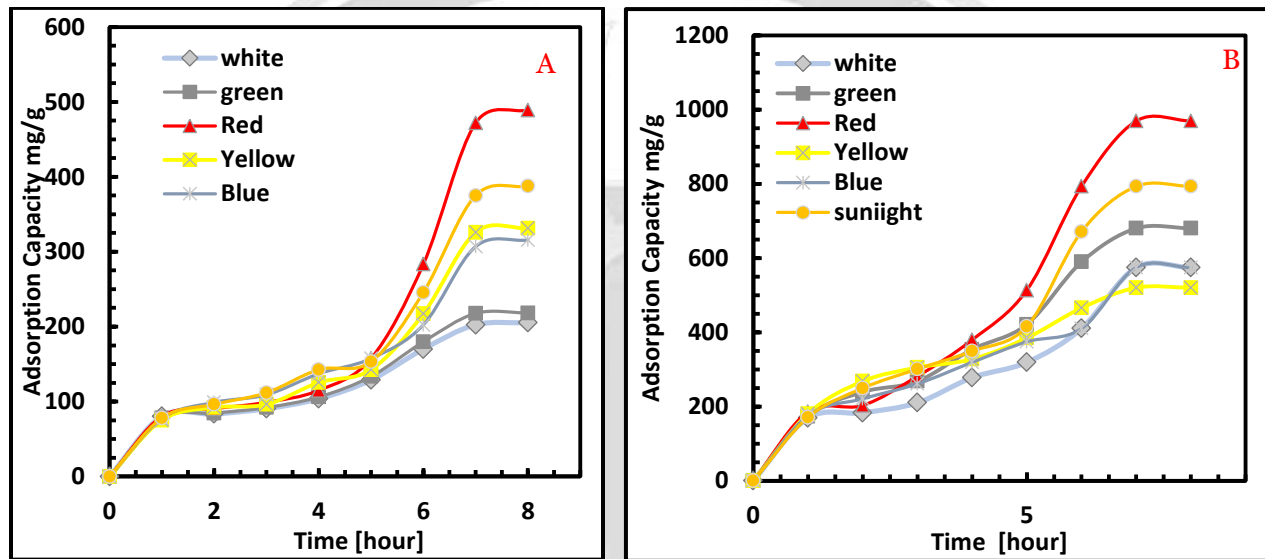 600
500
400
300
200
100
0
Adsorption Capacity mg/g
white
green
Red
Yellow
Blue
A
0
2
4
6
8
Time [hour]
1200
1000
800
600
400
200
0
Adsorption Capacity mg/g
white
green
Red
Yellow
Blue
suniight
B
0
5
Time [hour]